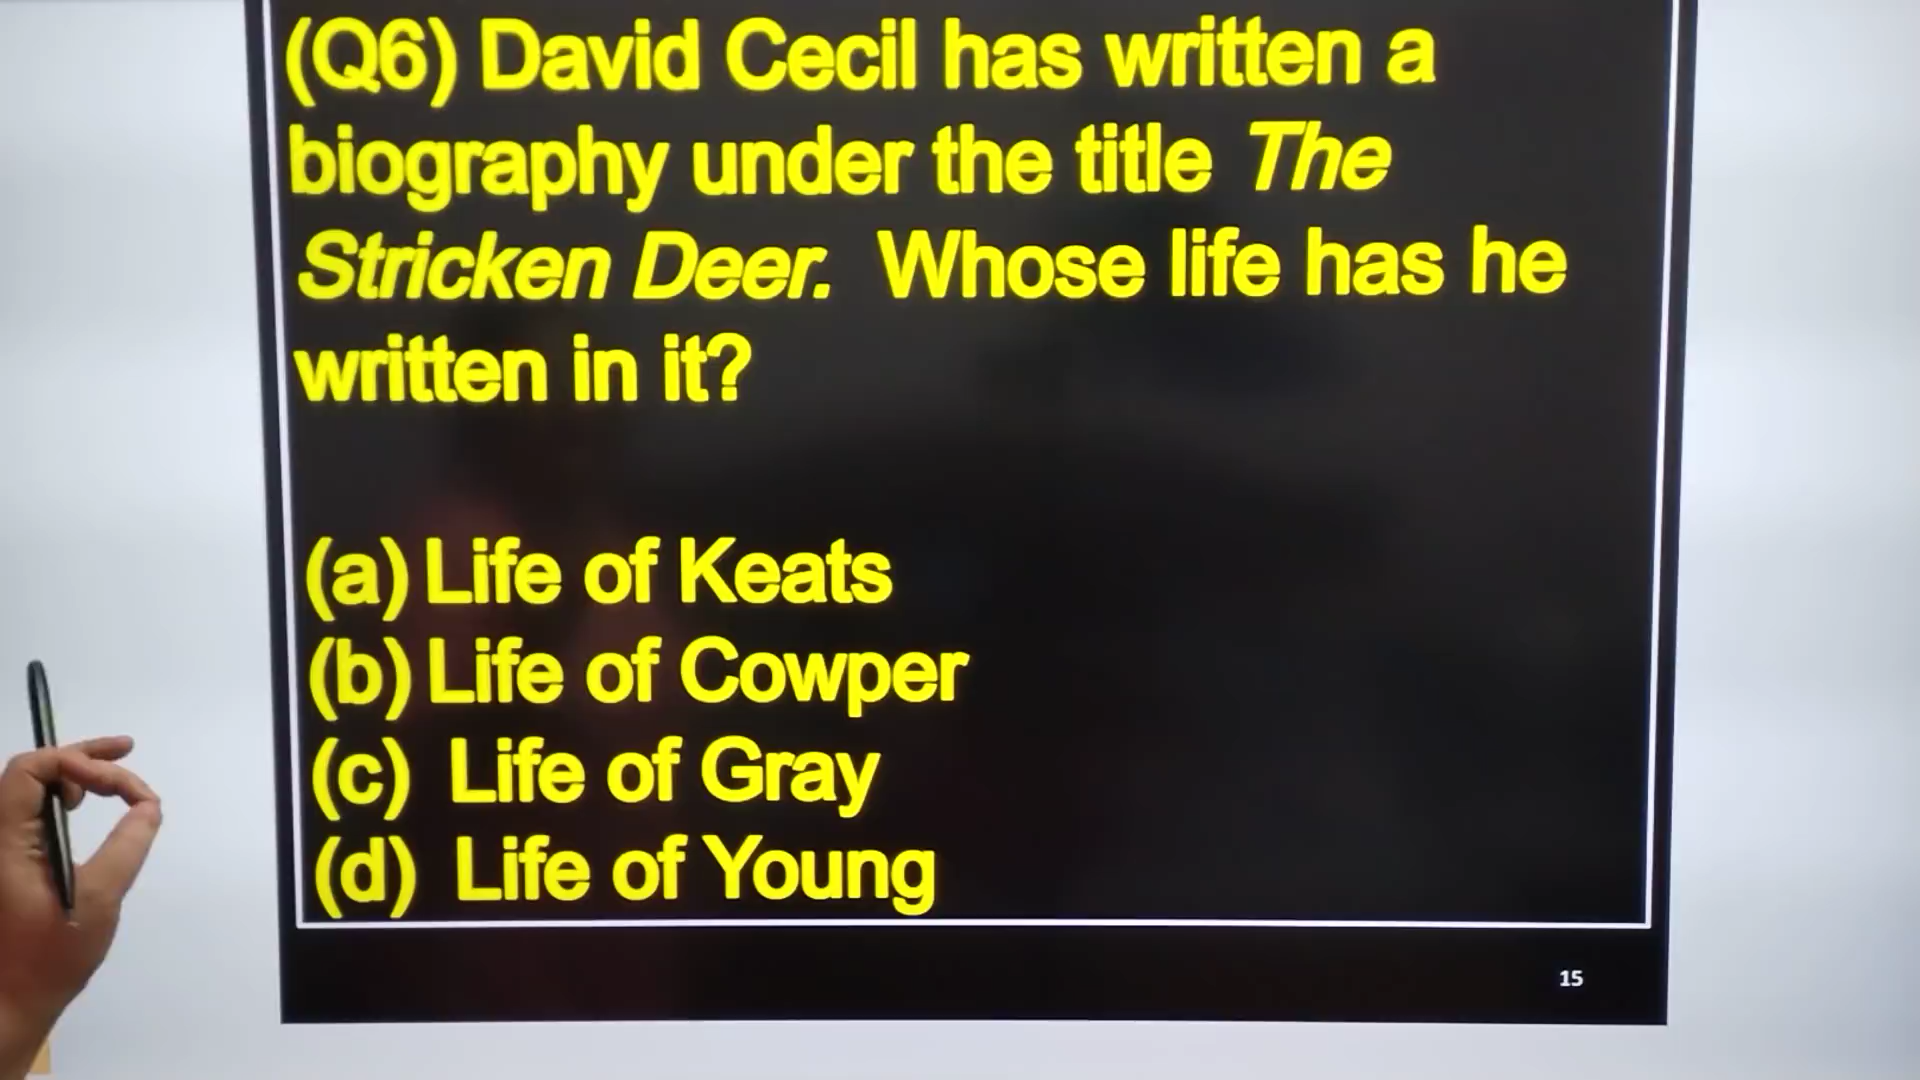 (Q6) David Cecil has written a
biography under the title The
Stricken Deer. Whose life has he
written in it?
(a) Life of Keats
(b) Life of Cowper
(c) Life of Gray
(d) Life of Young
15